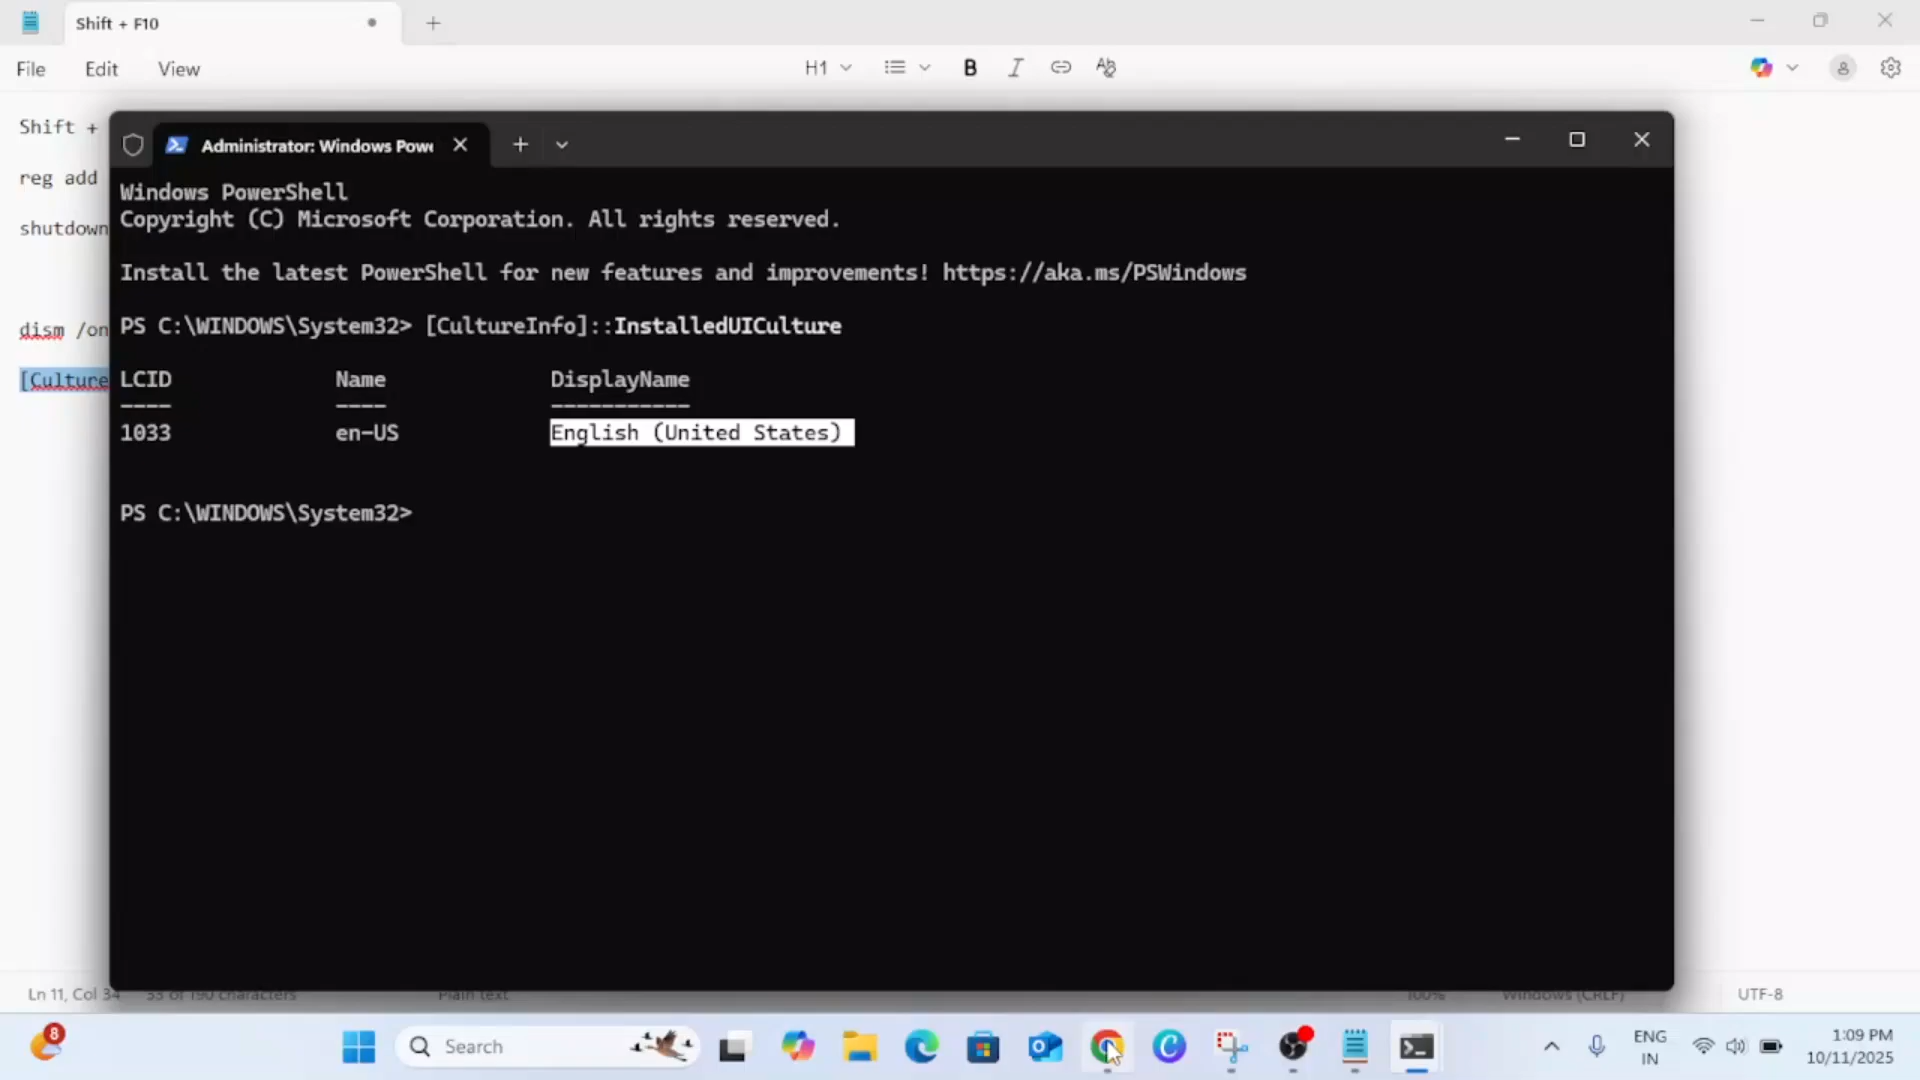 Shift + F10
File Edit View H1
Shift +
reg add
shutdown
dism /on
[Culture
Administrator: Windows Powe
Windows PowerShell
Copyright (C) Microsoft Corporation. All rights reserved.
Install the latest PowerShell for new features and improvements! https://aka.ms/PSWindows
PS C:\WINDOWS\System32> [CultureInfo]::InstalledUICulture
LCID Name DisplayName
---- ---- -----------
1033 en-US English (United States)
PS C:\WINDOWS\System32>
Ln 11, Col 34 53 of 190 characters Plain text 100% Windows (CRLF) UTF-8
8
Search
ENG
IN
1:09 PM
10/11/2025